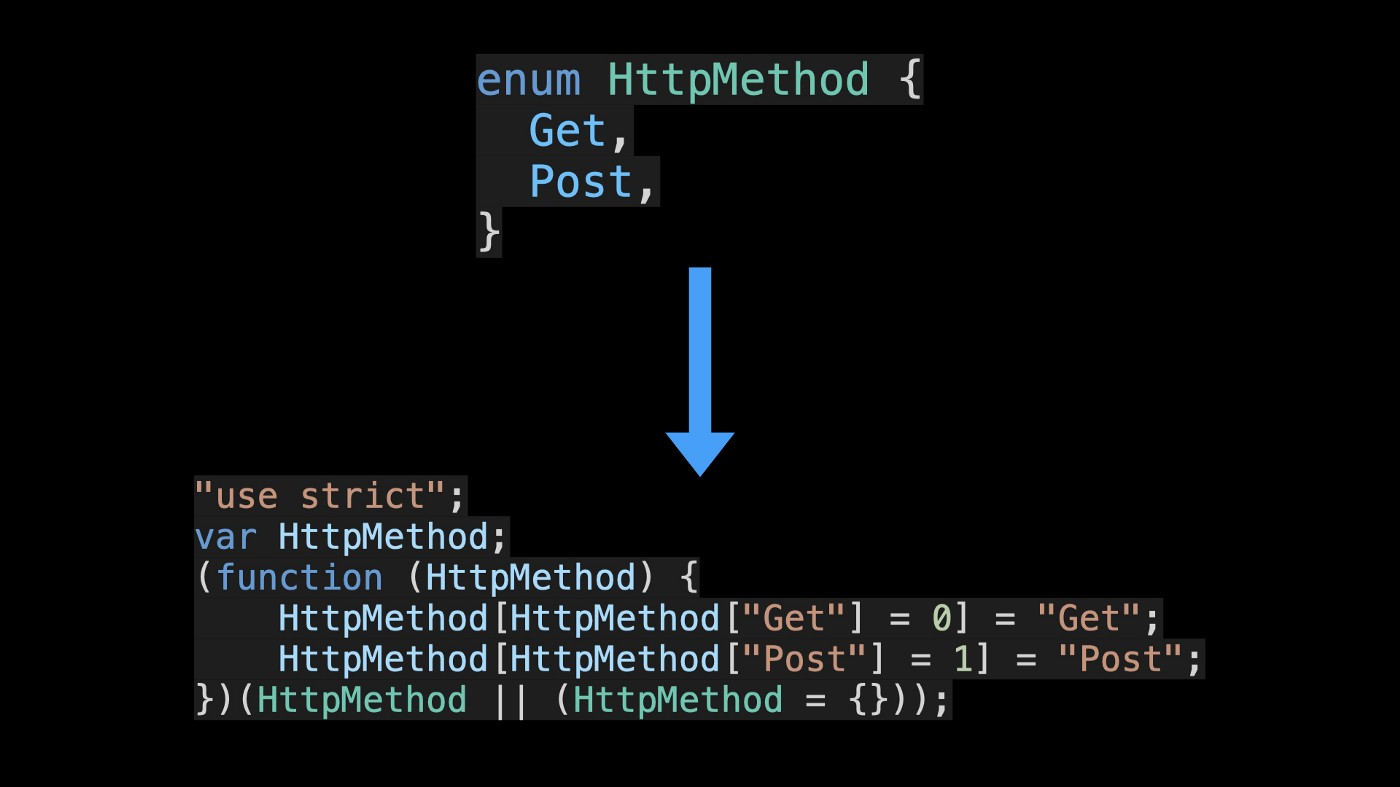 enum HttpMethod {
  Get,
  Post,
}
"use strict";
var HttpMethod;
(function (HttpMethod) {
    HttpMethod[HttpMethod["Get"] = 0] = "Get";
    HttpMethod[HttpMethod["Post"] = 1] = "Post";
})(HttpMethod || (HttpMethod = {}));